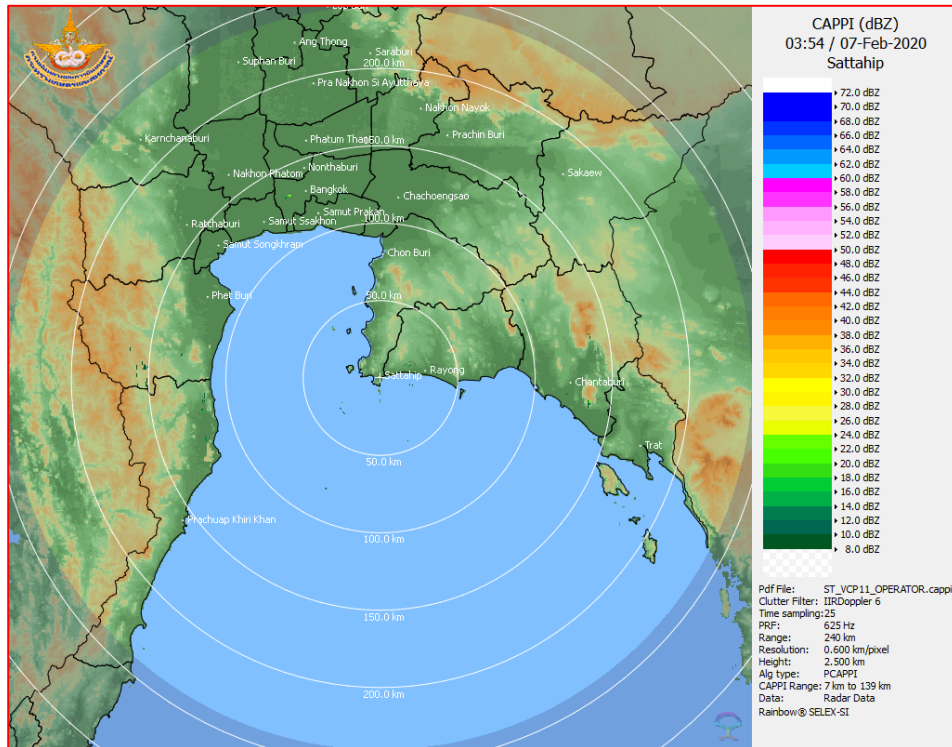 Ang Thong
Saraburi
Suphan Buri
200.0 km
Pra Nakhon Si Ayutthaya
Nakhon Nayok
Karnchanaburi
Phatum Than
50.0 km
Prachin Buri
Nonthaburi
Nakhon Phatom
Sakaew
Bangkok
Chachoengsao
Samut Prakan
Ratchaburi
Samut Ssakhon
100.0 km
Samut Songkhram
Chon Buri
Phet Buri
50.0 km
Rayong
Sattahip
Chantaburi
Trat
50.0 km
Prachuap Khiri Khan
100.0 km
150.0 km
200.0 km
CAPPI (dBZ)
03:54 / 07-Feb-2020
Sattahip
72.0 dBZ
70.0 dBZ
68.0 dBZ
66.0 dBZ
64.0 dBZ
62.0 dBZ
60.0 dBZ
58.0 dBZ
56.0 dBZ
54.0 dBZ
52.0 dBZ
50.0 dBZ
48.0 dBZ
46.0 dBZ
44.0 dBZ
42.0 dBZ
40.0 dBZ
38.0 dBZ
36.0 dBZ
34.0 dBZ
32.0 dBZ
30.0 dBZ
28.0 dBZ
26.0 dBZ
24.0 dBZ
22.0 dBZ
20.0 dBZ
18.0 dBZ
16.0 dBZ
14.0 dBZ
12.0 dBZ
10.0 dBZ
8.0 dBZ
Pdf File: ST_VCP11_OPERATOR.cappi
Clutter Filter: IIRDoppler 6
Time sampling:25
PRF: 625 Hz
Range: 240 km
Resolution: 0.600 km/pixel
Height: 2.500 km
Alg type: PCAPPI
CAPPI Range: 7 km to 139 km
Data: Radar Data
Rainbow® SELEX-SI